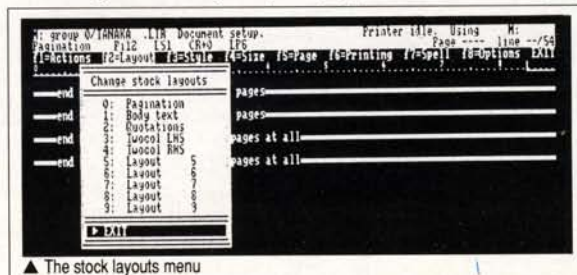 M: group 0/TANAKA .LTR Document setup. Printer idle. Using M:
Pagination P112 LS1 CR+0 LP6 Page ---- line --/54
f1=Actions f2=Layout f3=Style f4=Size f5=Page f6=Printing f7=Spell f8=Options EXIT
Change stock layouts
end pages
0: Pagination
1: Body text
end pages
2: Quotations
3: Twocol LHS
end pages at all
4: Twocol RHS
5: Layout 5
end pages at all
6: Layout 6
7: Layout 7
8: Layout 8
9: Layout 9
EXIT
▲ The stock layouts menu